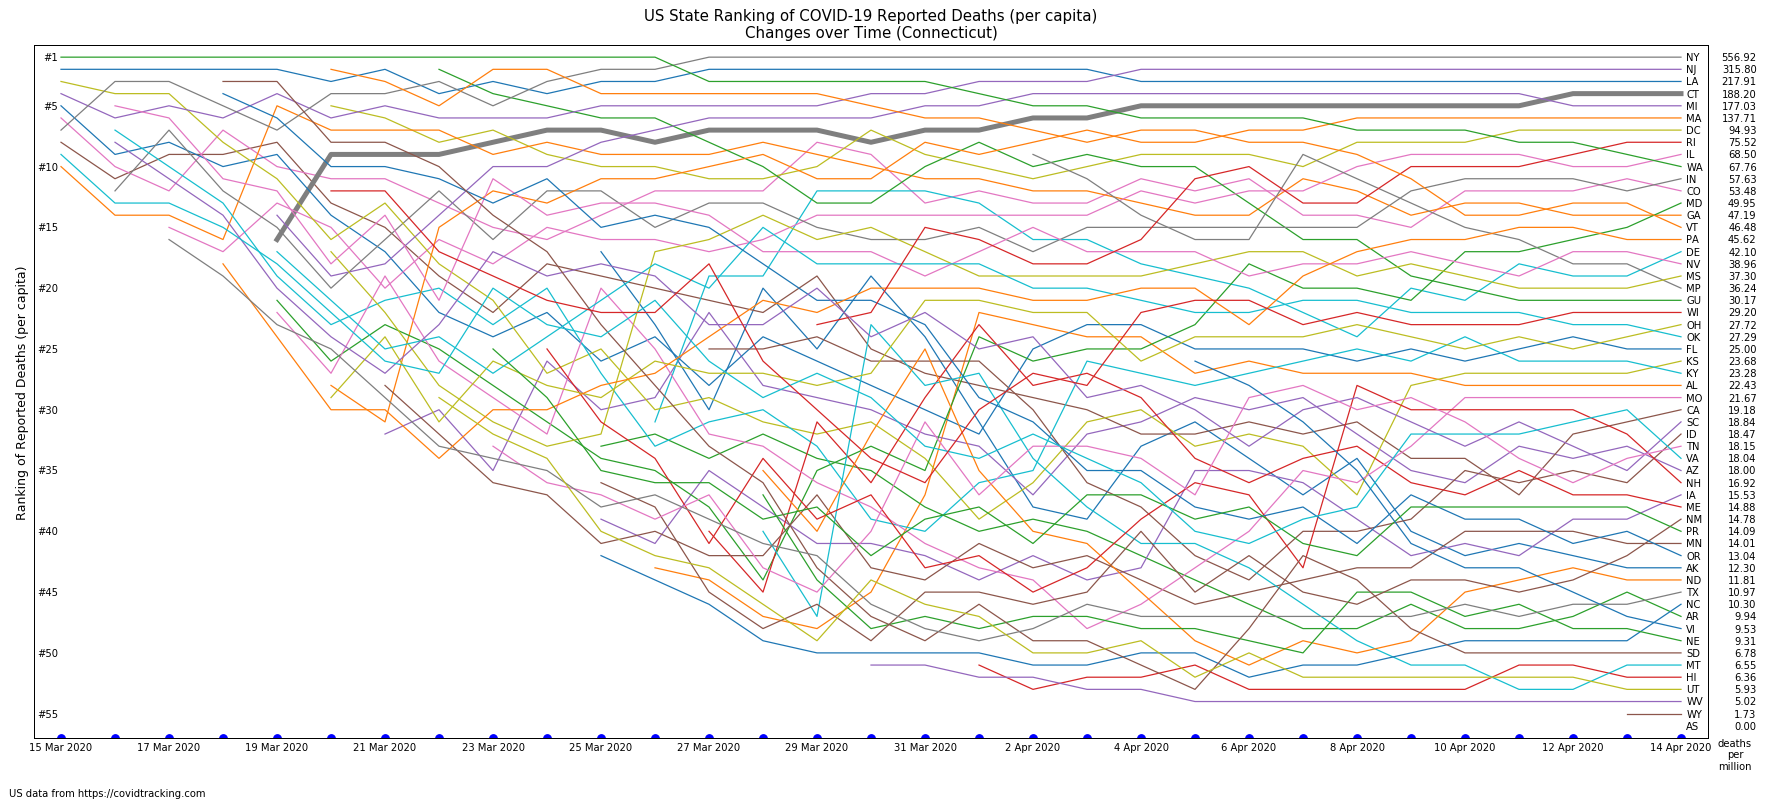 US State Ranking of COVID-19 Reported Deaths (per capita)
Changes over Time (Connecticut)
Ranking of Reported Deaths (per capita)
#1
#5
#10
#15
#20
#25
#30
#35
#40
#45
#50
#55
NY 556.92
NJ 315.80
LA 217.91
CT 188.20
MI 177.03
MA 137.71
DC 94.93
RI 75.52
IL 68.50
WA 67.76
IN 57.63
CO 53.48
MD 49.95
GA 47.19
VT 46.48
PA 45.62
DE 42.10
NV 38.96
MS 37.30
MP 36.24
GU 30.17
WI 29.20
OH 27.72
OK 27.29
FL 25.00
KS 23.68
KY 23.28
AL 22.43
MO 21.67
CA 19.18
SC 18.84
ID 18.47
TN 18.15
VA 18.04
AZ 18.00
NH 16.92
IA 15.53
ME 14.88
NM 14.78
PR 14.09
MN 14.01
OR 13.04
AK 12.30
ND 11.81
TX 10.97
NC 10.30
AR 9.94
VI 9.53
NE 9.31
SD 6.78
MT 6.55
HI 6.36
UT 5.93
WV 5.02
WY 1.73
AS 0.00
15 Mar 2020 17 Mar 2020 19 Mar 2020 21 Mar 2020 23 Mar 2020 25 Mar 2020 27 Mar 2020 29 Mar 2020 31 Mar 2020 2 Apr 2020 4 Apr 2020 6 Apr 2020 8 Apr 2020 10 Apr 2020 12 Apr 2020 14 Apr 2020
deaths
per
million
US data from https://covidtracking.com